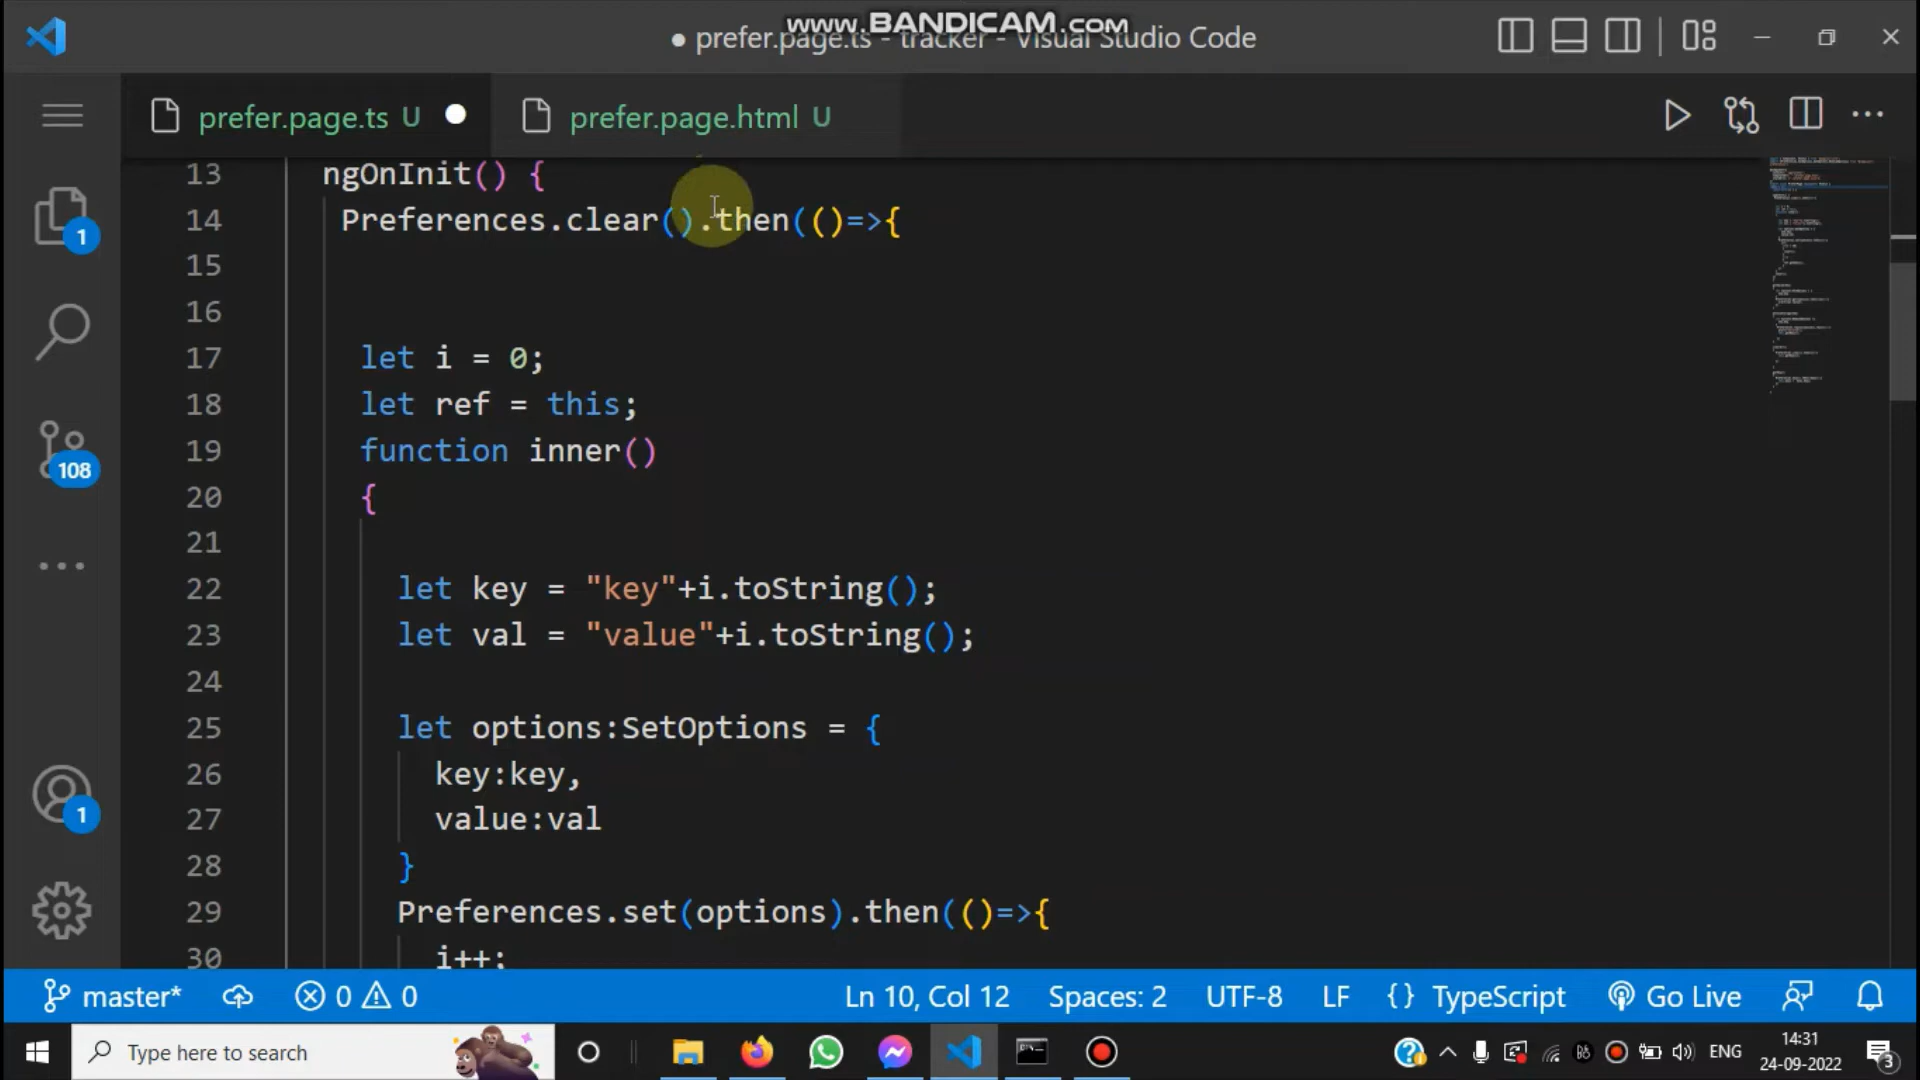 www.BANDICAM.com
● prefer.page.ts - tracker - Visual Studio Code
prefer.page.ts U
prefer.page.html U
13 ngOnInit() {
14 Preferences.clear().then(()=>{
15
16
17 let i = 0;
18 let ref = this;
19 function inner()
20 {
21
22 let key = "key"+i.toString();
23 let val = "value"+i.toString();
24
25 let options:SetOptions = {
26 key:key,
27 value:val
28 }
29 Preferences.set(options).then(()=>{
30 i++;
1
108
1
master* 0 0 Ln 10, Col 12 Spaces: 2 UTF-8 LF {} TypeScript Go Live
Type here to search
ENG
14:31
24-09-2022
3